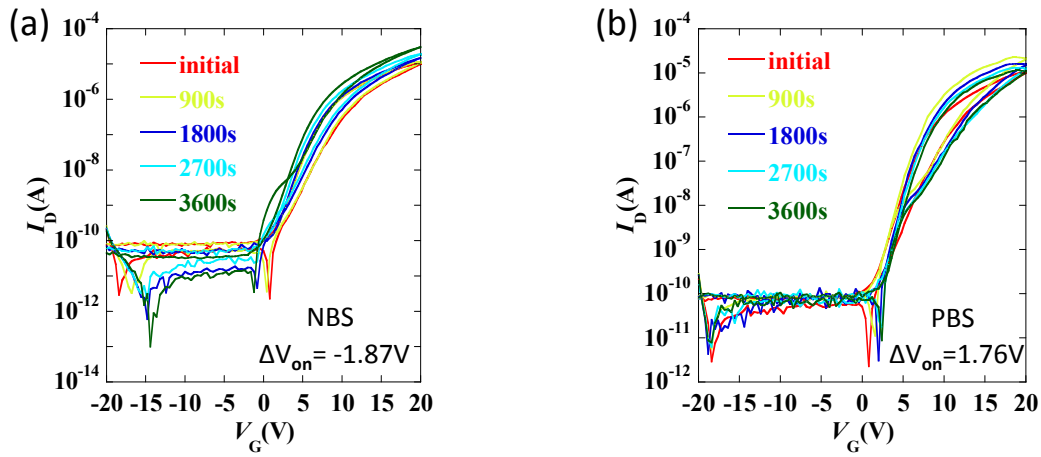 (a)
10⁻⁴
10⁻⁶
10⁻⁸
10⁻¹⁰
10⁻¹²
10⁻¹⁴
I_D(A)
initial
900s
1800s
2700s
3600s
NBS
ΔV_on= -1.87V
-20 -15 -10 -5 0 5 10 15 20
V_G(V)
(b)
10⁻⁴
10⁻⁵
10⁻⁶
10⁻⁷
10⁻⁸
10⁻⁹
10⁻¹⁰
10⁻¹¹
10⁻¹²
I_D(A)
initial
900s
1800s
2700s
3600s
PBS
ΔV_on=1.76V
-20 -15 -10 -5 0 5 10 15 20
V_G(V)